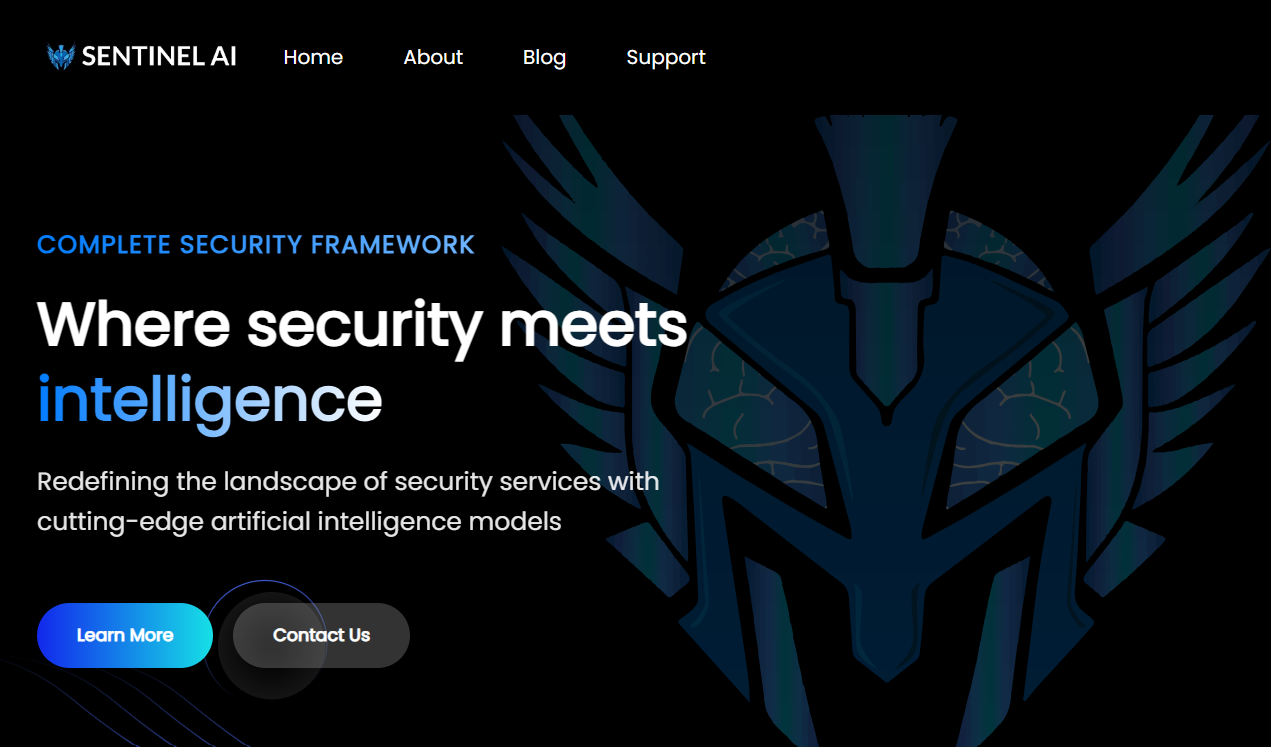 SENTINEL AI
Home
About
Blog
Support
COMPLETE SECURITY FRAMEWORK
Where security meets
intelligence
Redefining the landscape of security services with
cutting-edge artificial intelligence models
Learn More
Contact Us